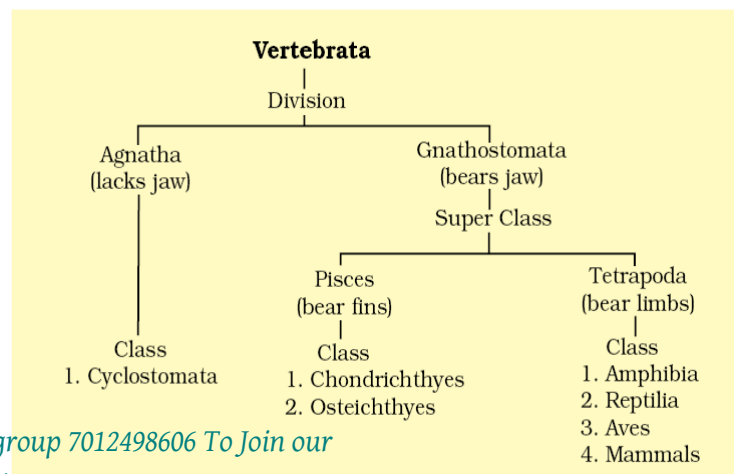 Vertebrata
Division
Agnatha
(lacks jaw)
Gnathostomata
(bears jaw)
Super Class
Pisces
(bear fins)
Tetrapoda
(bear limbs)
Class
1. Cyclostomata
Class
1. Chondrichthyes
2. Osteichthyes
Class
1. Amphibia
2. Reptilia
3. Aves
4. Mammals
group 7012498606 To Join our